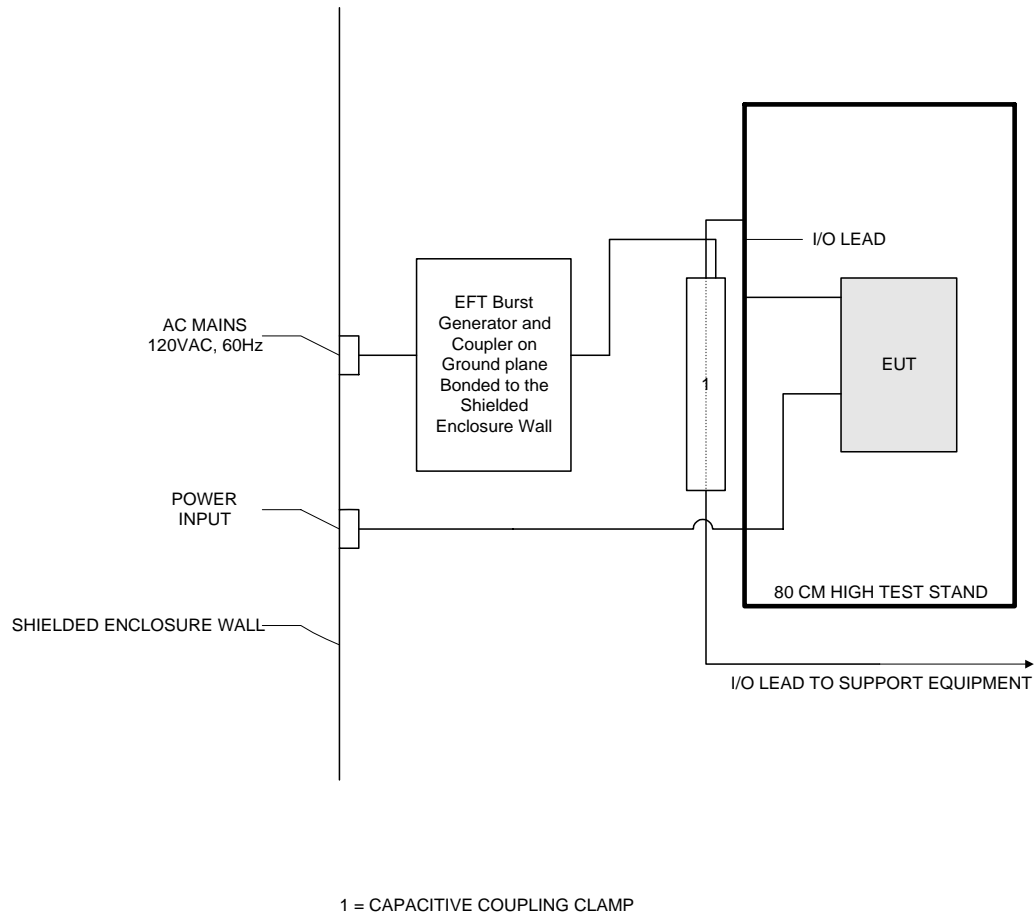 I/O LEAD
EFT Burst
Generator and
Coupler on
Ground plane
Bonded to the
Shielded
Enclosure Wall
AC MAINS
120VAC, 60Hz
EUT
1
POWER
INPUT
80 CM HIGH TEST STAND
SHIELDED ENCLOSURE WALL
I/O LEAD TO SUPPORT EQUIPMENT
1 = CAPACITIVE COUPLING CLAMP